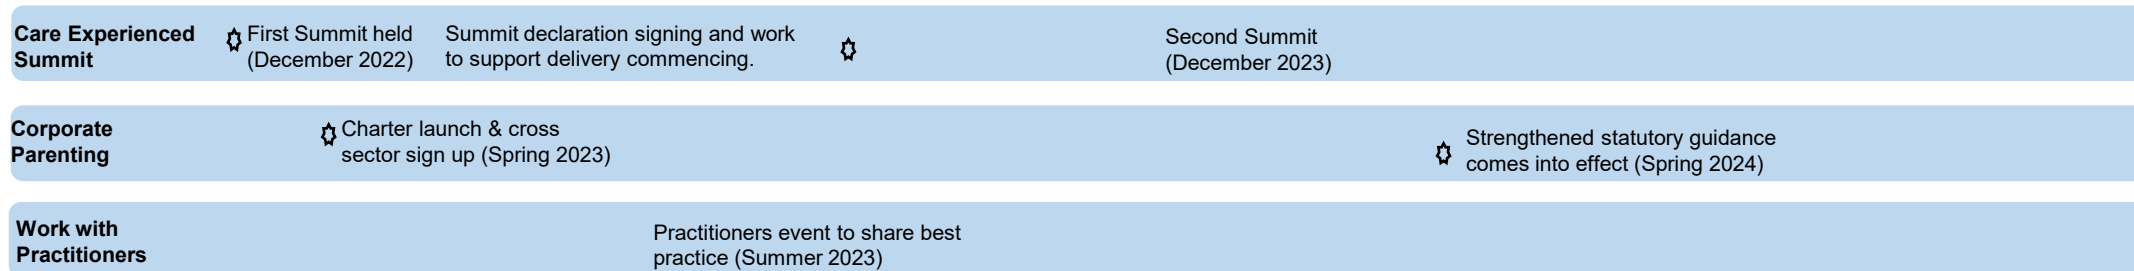 Care Experienced
Summit
First Summit held
(December 2022)
Summit declaration signing and work
to support delivery commencing.
Second Summit
(December 2023)
Corporate
Parenting
Charter launch & cross
sector sign up (Spring 2023)
Strengthened statutory guidance
comes into effect (Spring 2024)
Work with
Practitioners
Practitioners event to share best
practice (Summer 2023)